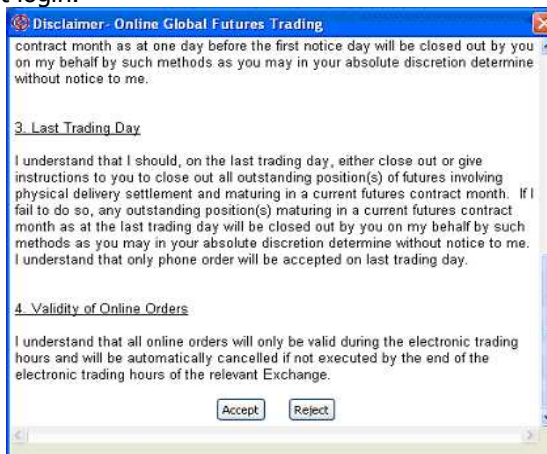 login.
Disclaimer- Online Global Futures Trading
contract month as at one day before the first notice day will be closed out by you
on my behalf by such methods as you may in your absolute discretion determine
without notice to me.
3. Last Trading Day
I understand that I should, on the last trading day, either close out or give
instructions to you to close out all outstanding position(s) of futures involving
physical delivery settlement and maturing in a current futures contract month.  If I
fail to do so, any outstanding position(s) maturing in a current futures contract
month as at the last trading day will be closed out by you on my behalf by such
methods as you may in your absolute discretion determine without notice to me.
I understand that only phone order will be accepted on last trading day.
4. Validity of Online Orders
I understand that all online orders will only be valid during the electronic trading
hours and will be automatically cancelled if not executed by the end of the
electronic trading hours of the relevant Exchange.
Accept Reject